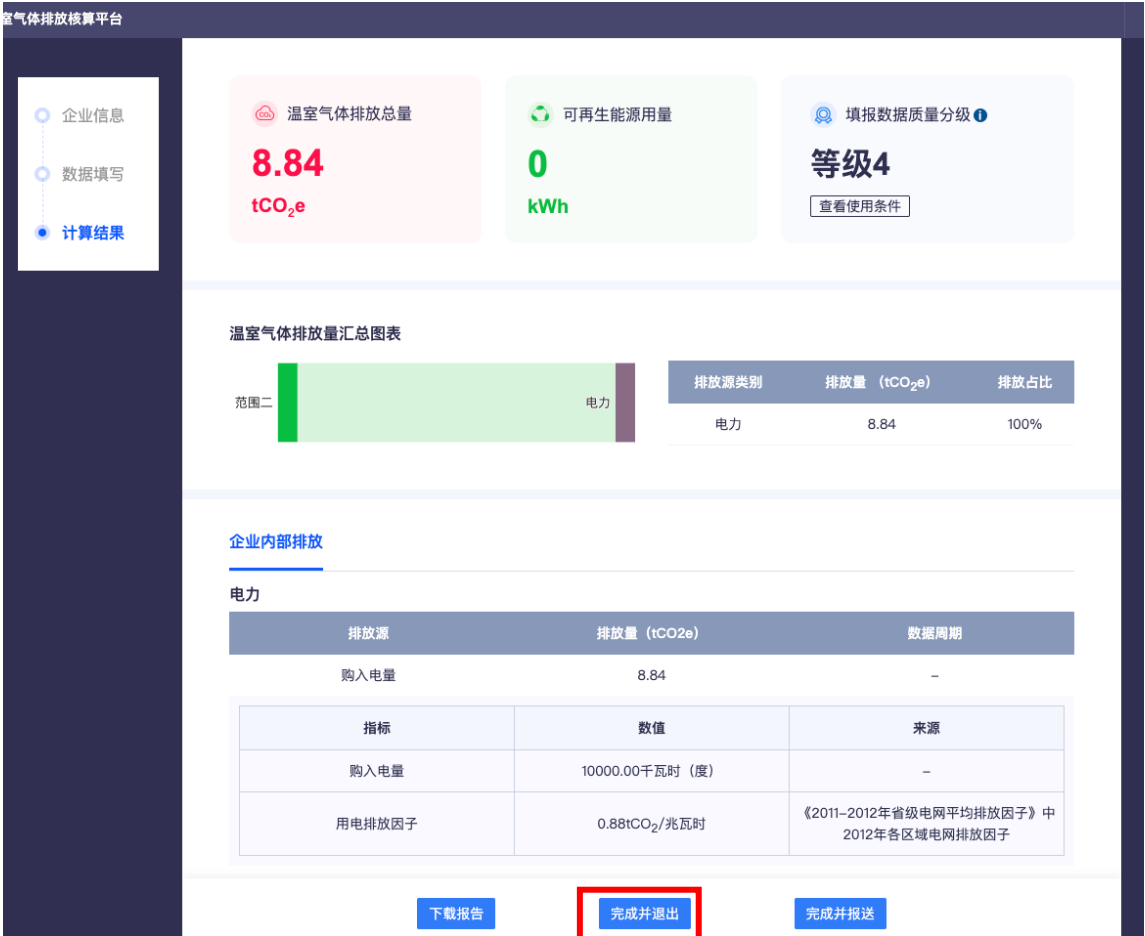 室气体排放核算平台
企业信息
数据填写
计算结果
温室气体排放总量
8.84
tCO₂e
可再生能源用量
0
kWh
填报数据质量分级
等级4
查看使用条件
温室气体排放量汇总图表
范围二
电力
排放源类别 排放量 （tCO₂e） 排放占比
电力 8.84 100%
企业内部排放
电力
排放源 排放量（tCO2e） 数据周期
购入电量 8.84 –
指标 数值 来源
购入电量 10000.00千瓦时（度） –
用电排放因子 0.88tCO₂/兆瓦时 《2011–2012年省级电网平均排放因子》中
2012年各区域电网排放因子
下载报告 完成并退出 完成并报送